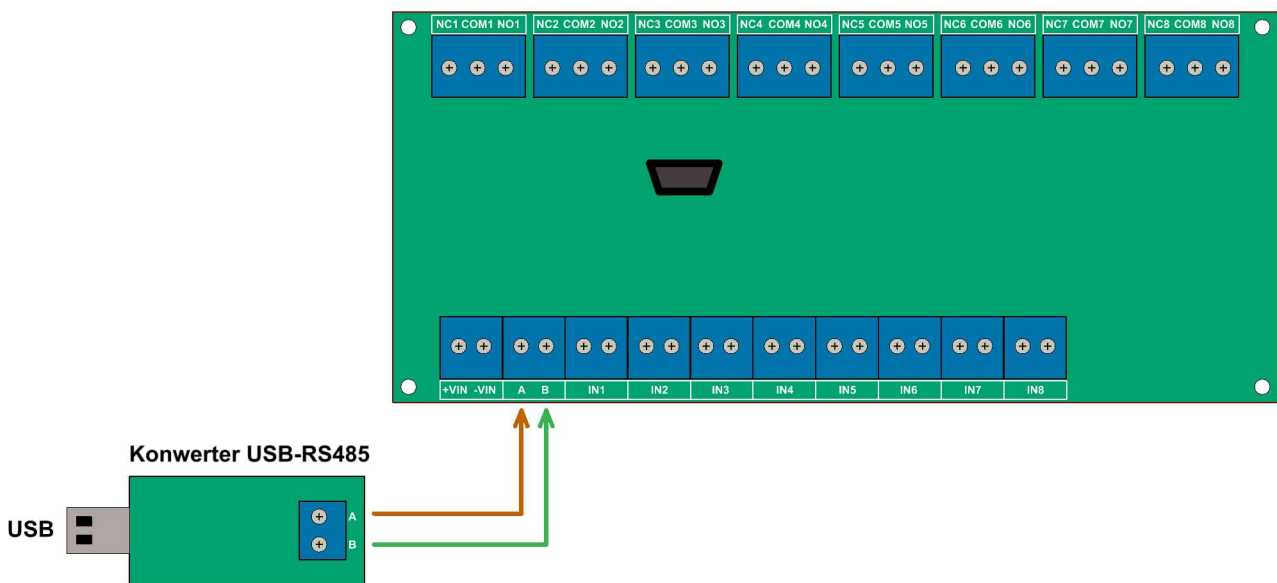 NC1 COM1 NO1 NC2 COM2 NO2 NC3 COM3 NO3 NC4 COM4 NO4 NC5 COM5 NO5 NC6 COM6 NO6 NC7 COM7 NO7 NC8 COM8 NO8
+VIN -VIN A B IN1 IN2 IN3 IN4 IN5 IN6 IN7 IN8
Konwerter USB-RS485
A
USB
B